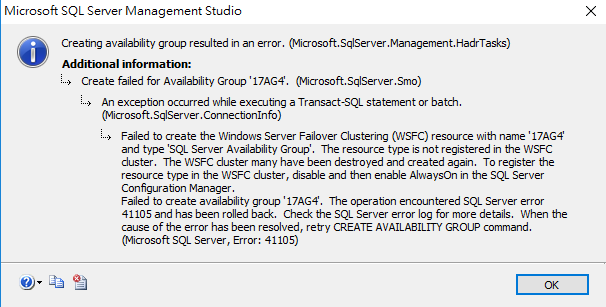 Microsoft SQL Server Management Studio
Creating availability group resulted in an error. (Microsoft.SqlServer.Management.HadrTasks)
Additional information:
Create failed for Availability Group '17AG4'. (Microsoft.SqlServer.Smo)
An exception occurred while executing a Transact-SQL statement or batch.
(Microsoft.SqlServer.ConnectionInfo)
Failed to create the Windows Server Failover Clustering (WSFC) resource with name '17AG4'
and type 'SQL Server Availability Group'. The resource type is not registered in the WSFC
cluster. The WSFC cluster many have been destroyed and created again. To register the
resource type in the WSFC cluster, disable and then enable AlwaysOn in the SQL Server
Configuration Manager.
Failed to create availability group '17AG4'. The operation encountered SQL Server error
41105 and has been rolled back. Check the SQL Server error log for more details. When the
cause of the error has been resolved, retry CREATE AVAILABILITY GROUP command.
(Microsoft SQL Server, Error: 41105)
OK